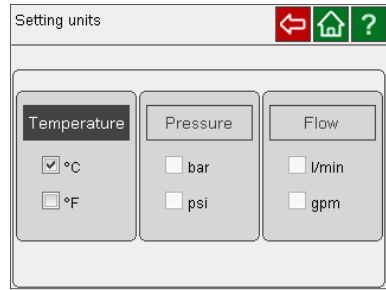 Setting units
?
Temperature
°C
°F
Pressure
bar
psi
Flow
l/min
gpm